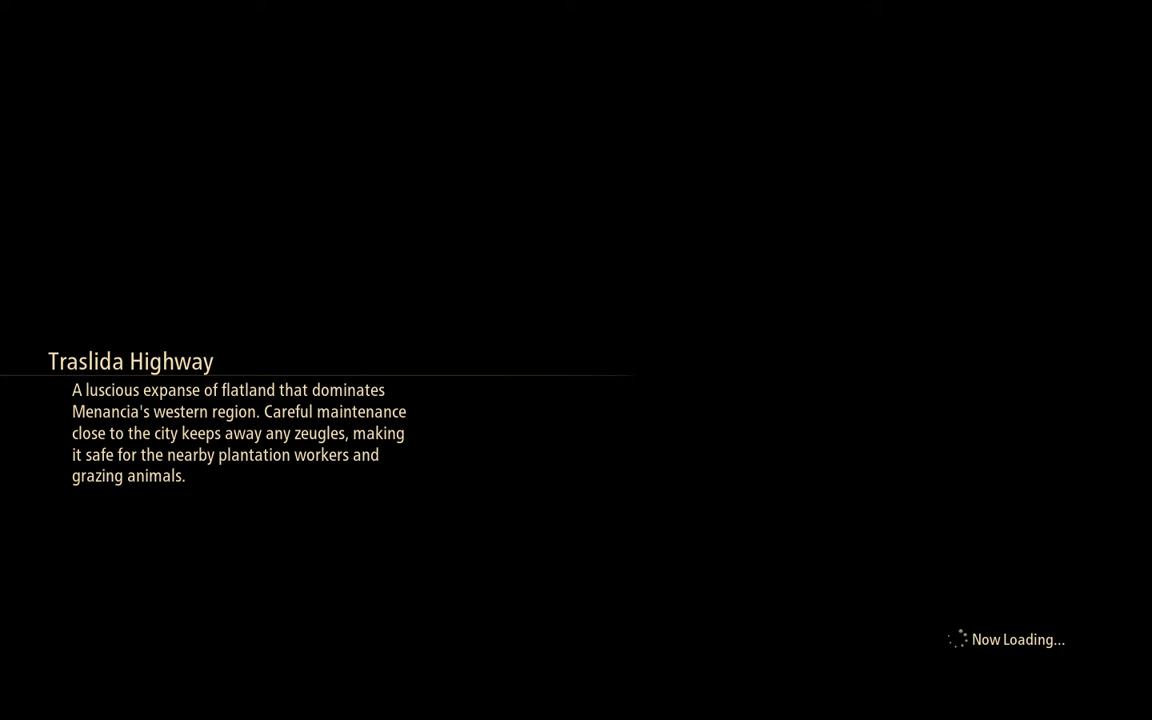 Traslida Highway
A luscious expanse of flatland that dominates
Menancia's western region. Careful maintenance
close to the city keeps away any zeugles, making
it safe for the nearby plantation workers and
grazing animals.
Now Loading...